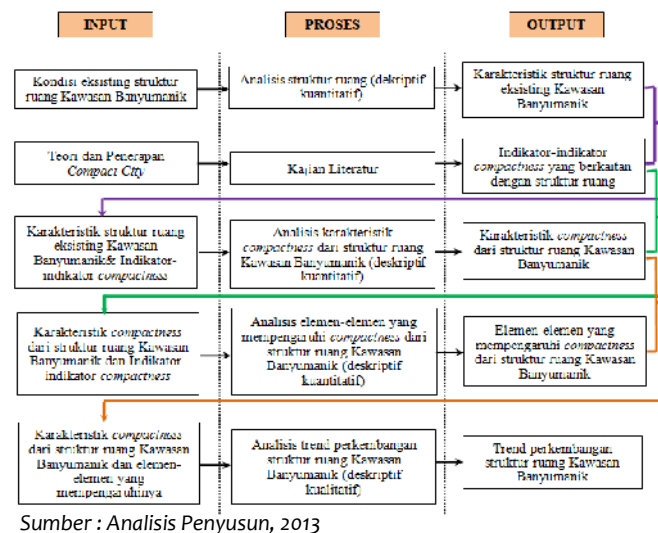 INPUT
PROSES
OUTPUT
Kondisi eksisting struktur
ruang Kawasan Banyumanik
Analisis struktur ruang (dekriptif
kuantitatif)
Karakteristik struktur ruang
eksisting Kawasan
Banyumanik
Teori dan Penerapan
Compact City
Kajian Literatur
Indikator-indikator
compactness yang berkaitan
dengan struktur ruang
Karakteristik struktur ruang
eksisting Kawasan
Banyumanik& Indikator-
indikator compactness
Analisis karakteristik
compactness dari struktur ruang
Kawasan Banyumanik (deskriptif
kuantitatif)
Karakteristik compactness
dari struktur ruang Kawasan
Banyumanik
Karakteristik compactness
dari struktur ruang Kawasan
Banyumanik dan Indikator
indikator compactness
Analisis elemen-elemen yang
mempengaruhi compactness dari
struktur ruang Kawasan
Banyumanik (deskriptif
kuantitatif)
Elemen elemen yang
mempengaruhi compactness
dari struktur ruang Kawasan
Banyumanik
Karakteristik compactness
dari struktur ruang Kawasan
Banyumanik dan elemen-
elemen yang
mempengaruhinya
Analisis trend perkembangan
struktur ruang Kawasan
Banyumanik (deskriptif
kualitatif)
Trend perkembangan
struktur ruang Kawasan
Banyumanik
Sumber : Analisis Penyusun, 2013